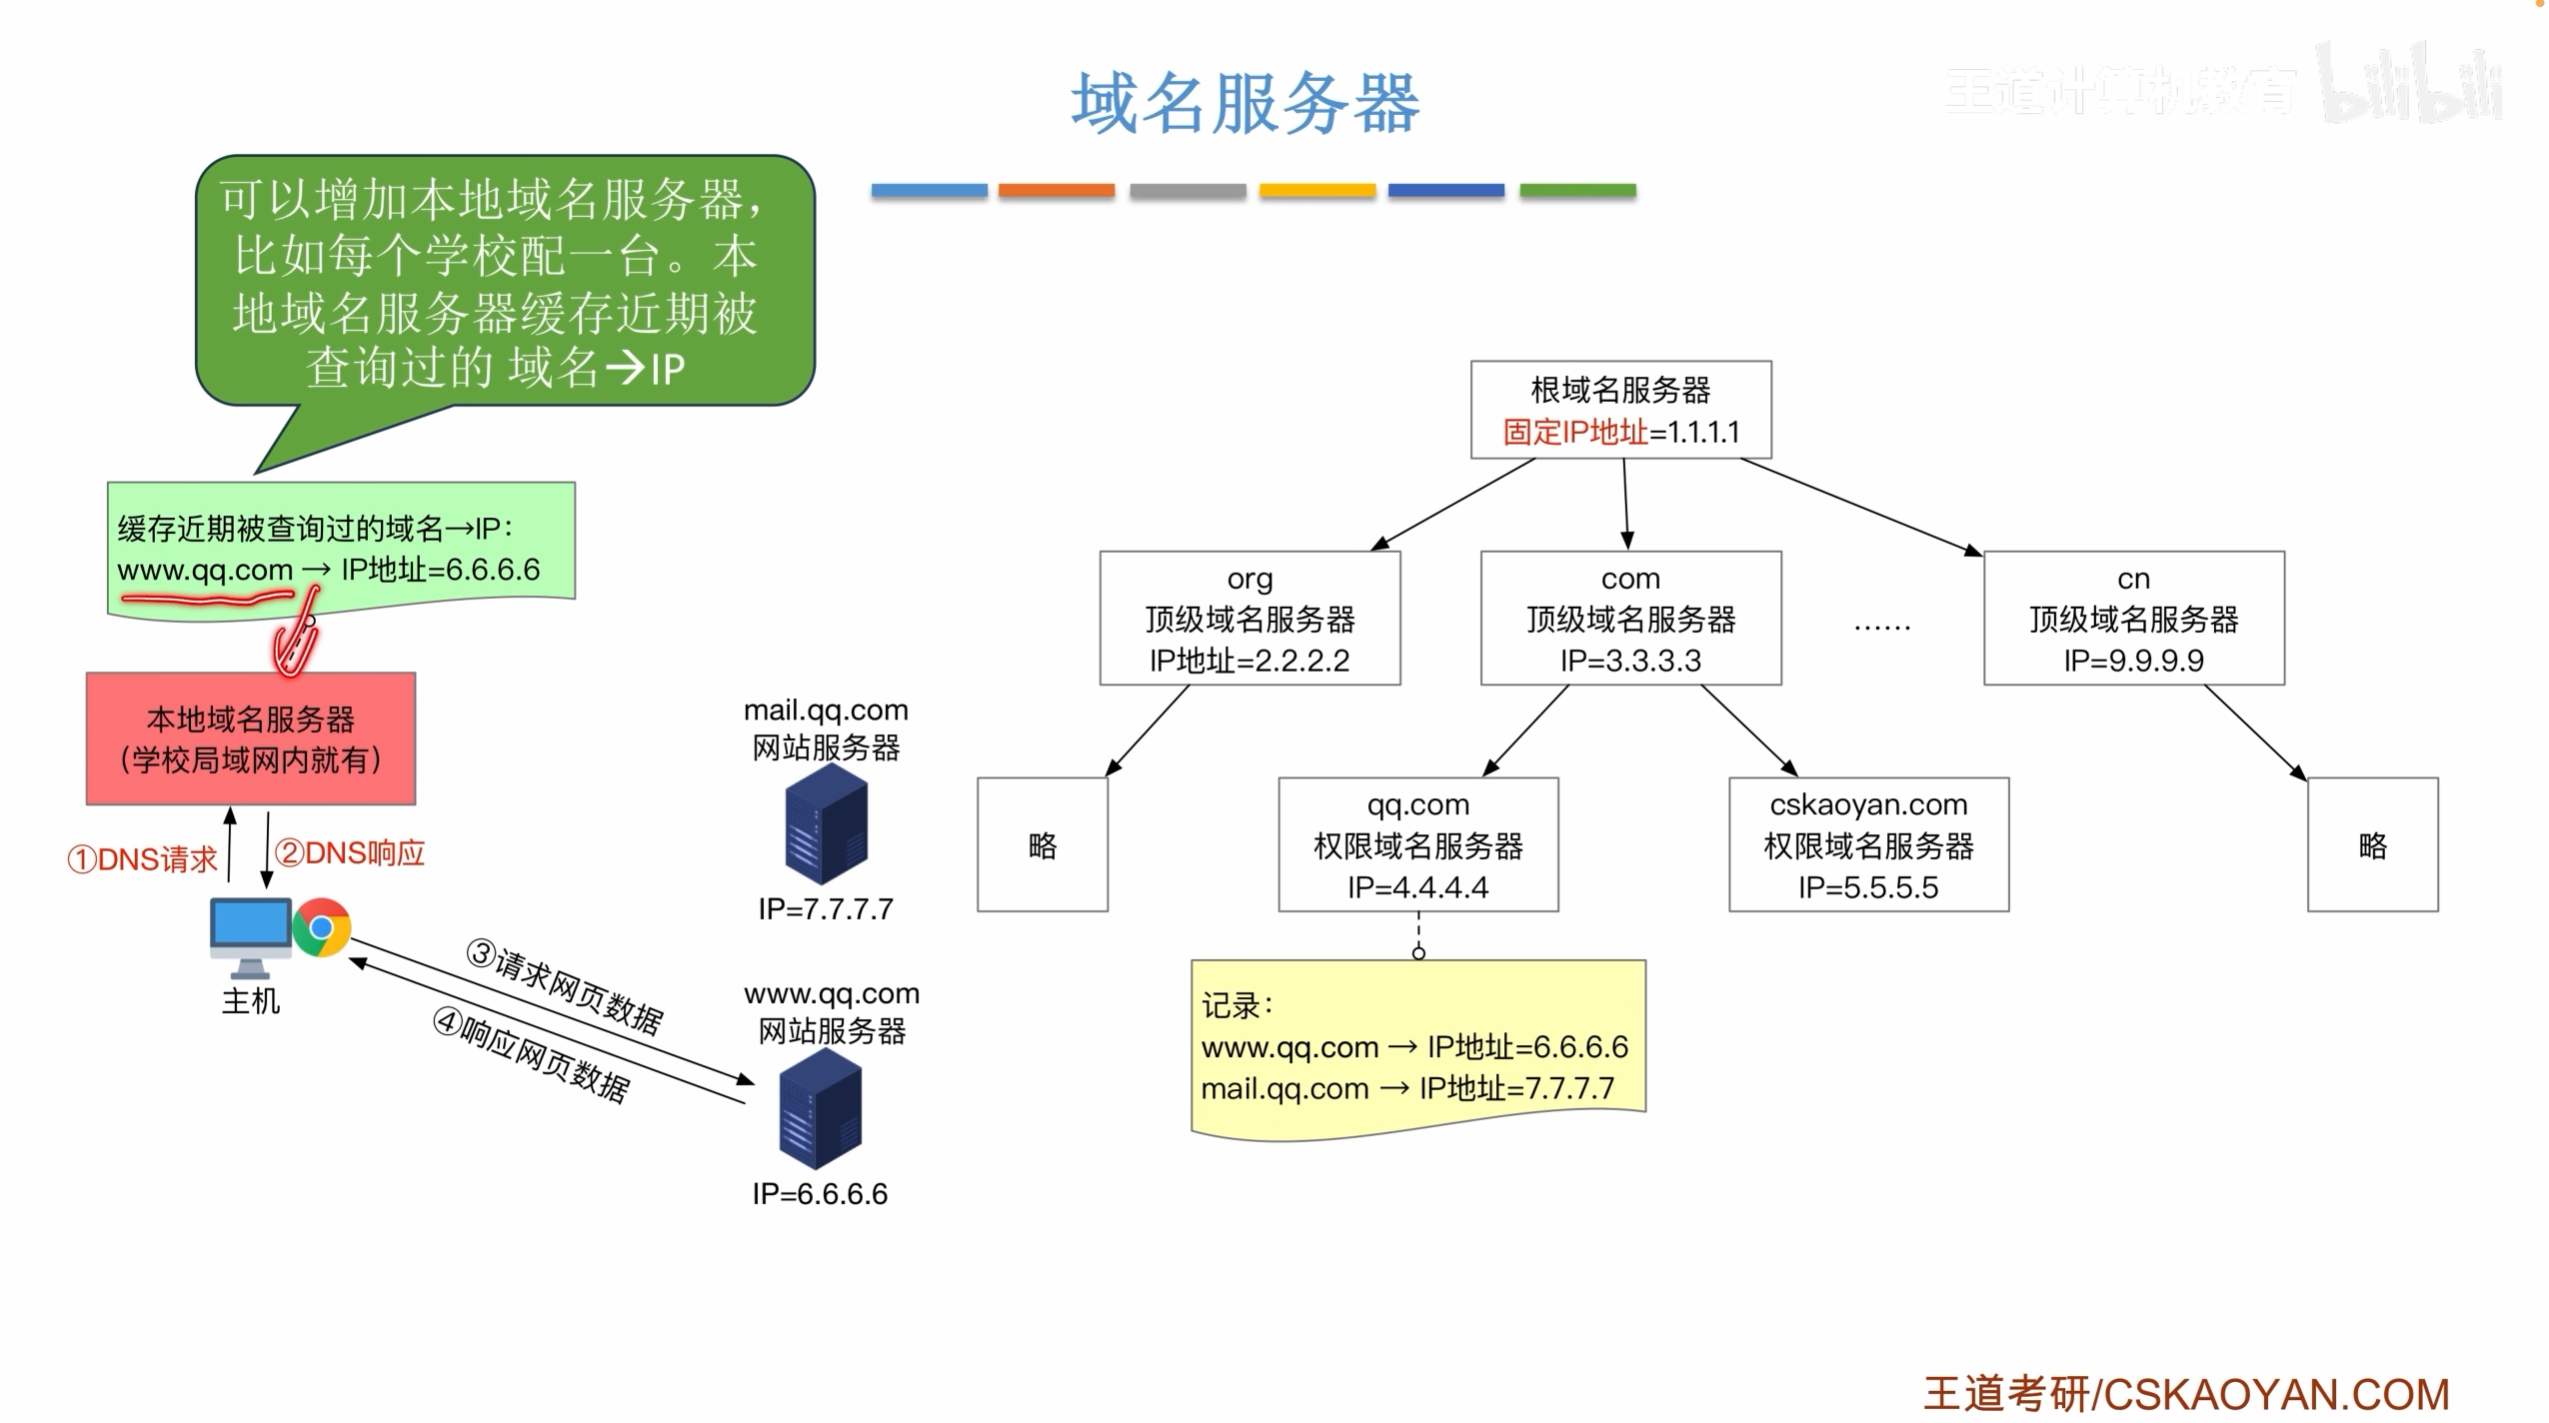 域名服务器
王道计算机教育 bilibili
可以增加本地域名服务器，
比如每个学校配一台。本
地域名服务器缓存近期被
查询过的 域名→IP
缓存近期被查询过的域名→IP：
www.qq.com → IP地址=6.6.6.6
本地域名服务器
（学校局域网内就有）
①DNS请求
②DNS响应
主机
③请求网页数据
④响应网页数据
mail.qq.com
网站服务器
IP=7.7.7.7
www.qq.com
网站服务器
IP=6.6.6.6
根域名服务器
固定IP地址=1.1.1.1
org
顶级域名服务器
IP地址=2.2.2.2
com
顶级域名服务器
IP=3.3.3.3
……
cn
顶级域名服务器
IP=9.9.9.9
略
qq.com
权限域名服务器
IP=4.4.4.4
cskaoyan.com
权限域名服务器
IP=5.5.5.5
略
记录：
www.qq.com → IP地址=6.6.6.6
mail.qq.com → IP地址=7.7.7.7
王道考研/CSKAOYAN.COM